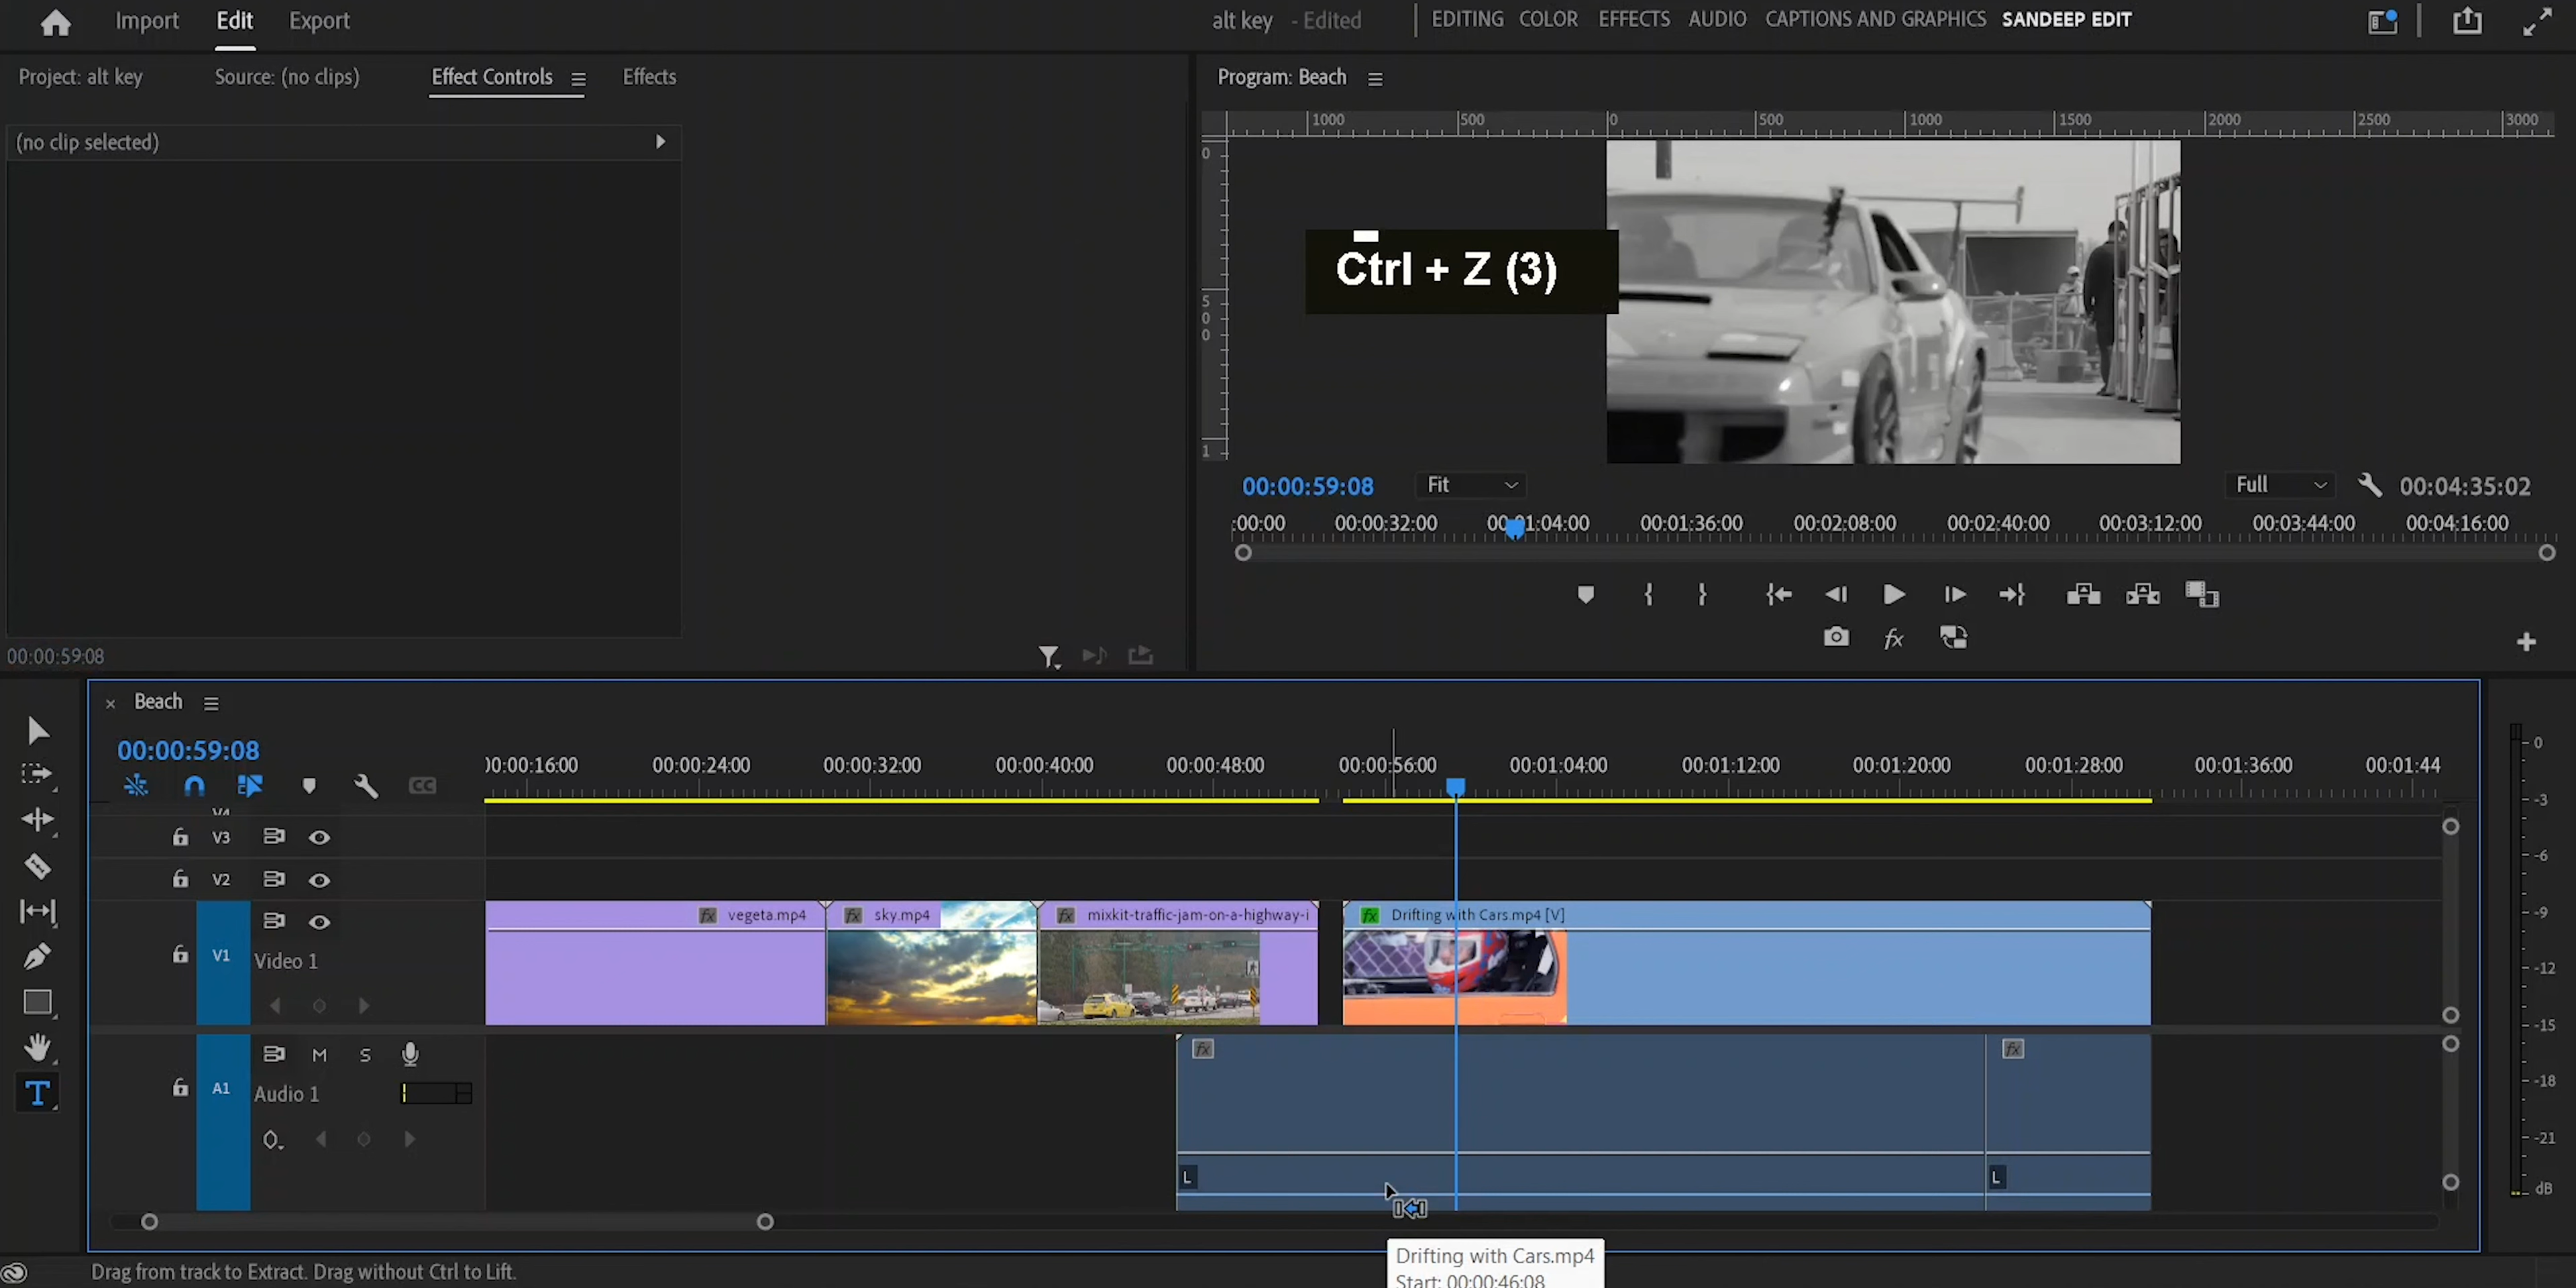 Import Edit Export
alt key - Edited
EDITING COLOR EFFECTS AUDIO CAPTIONS AND GRAPHICS SANDEEP EDIT
Project: alt key Source: (no clips) Effect Controls Effects
Program: Beach
(no clip selected)
1000 500 0 500 1000 1500 2000 2500 3000
0
500
1
Ctrl + Z (3)
00:00:59:08 Fit Full 00:04:35:02
:00:00 00:00:32:00 00:01:04:00 00:01:36:00 00:02:08:00 00:02:40:00 00:03:12:00 00:03:44:00 00:04:16:00
fx
00:00:59:08
Beach
00:00:59:08
00:00:16:00 00:00:24:00 00:00:32:00 00:00:40:00 00:00:48:00 00:00:56:00 00:01:04:00 00:01:12:00 00:01:20:00 00:01:28:00 00:01:36:00 00:01:44
CC
V4
V3
V2
V1 Video 1
fx vegeta.mp4 fx sky.mp4 fx mixkit-traffic-jam-on-a-highway-i fx Drifting with Cars.mp4 [V]
A1 Audio 1
M S
fx fx
L L
T
0
-3
-6
-9
-12
-15
-18
-21
dB
Drifting with Cars.mp4
Start: 00:00:46:08
Drag from track to Extract. Drag without Ctrl to Lift.